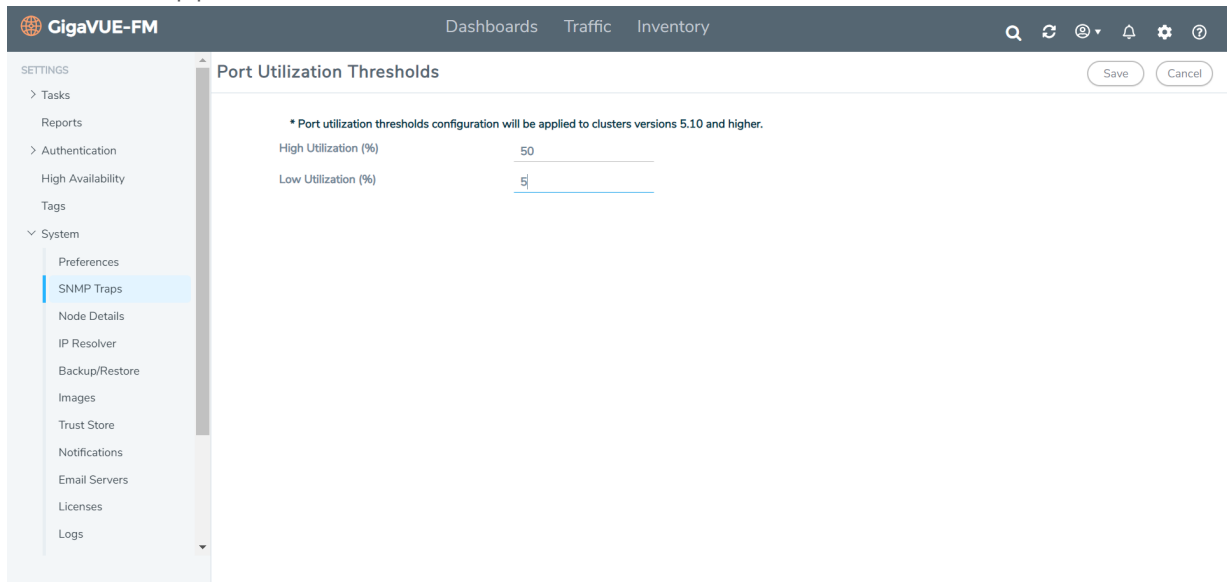 GigaVUE-FM
Dashboards Traffic Inventory
SETTINGS
Tasks
Reports
Authentication
High Availability
Tags
System
Preferences
SNMP Traps
Node Details
IP Resolver
Backup/Restore
Images
Trust Store
Notifications
Email Servers
Licenses
Logs
Port Utilization Thresholds
Save
Cancel
* Port utilization thresholds configuration will be applied to clusters versions 5.10 and higher.
High Utilization (%) 50
Low Utilization (%) 5